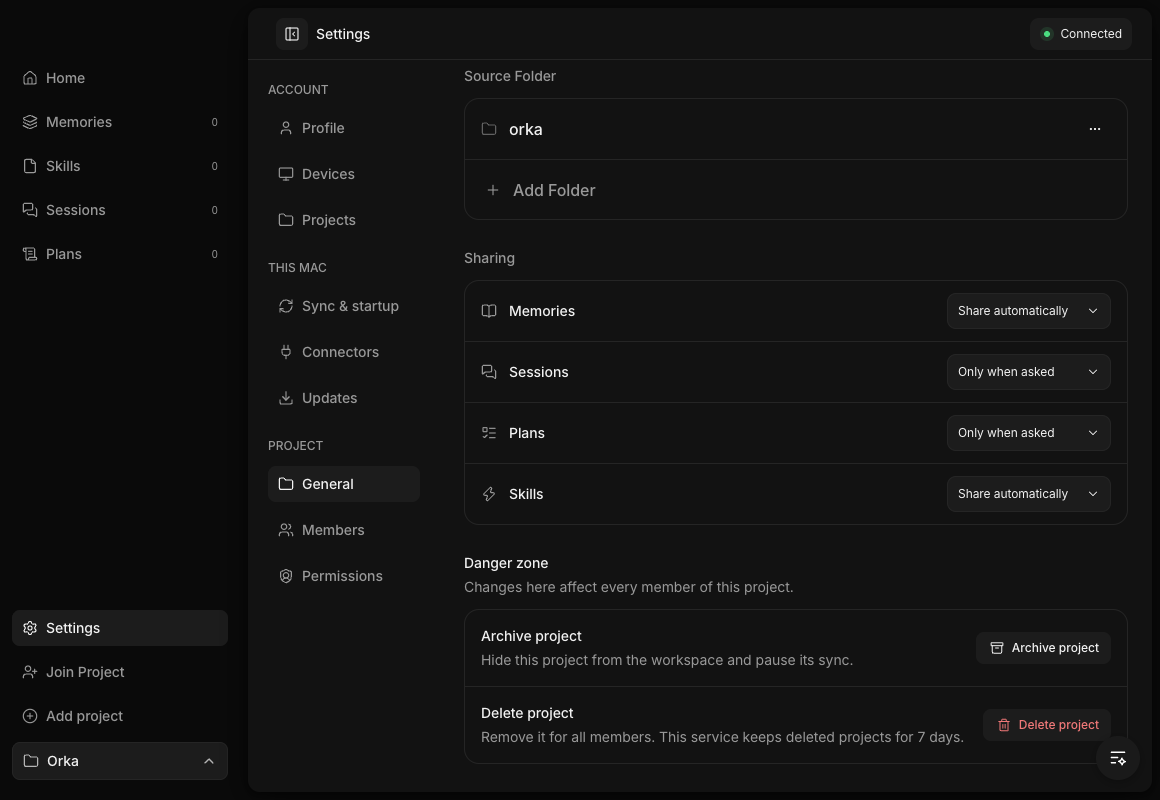 Settings
Connected
Home
Memories 0
Skills 0
Sessions 0
Plans 0
Settings
Join Project
Add project
Orka
ACCOUNT
Profile
Devices
Projects
THIS MAC
Sync & startup
Connectors
Updates
PROJECT
General
Members
Permissions
Source Folder
orka
Add Folder
Sharing
Memories Share automatically
Sessions Only when asked
Plans Only when asked
Skills Share automatically
Danger zone
Changes here affect every member of this project.
Archive project
Hide this project from the workspace and pause its sync.
Archive project
Delete project
Remove it for all members. This service keeps deleted projects for 7 days.
Delete project